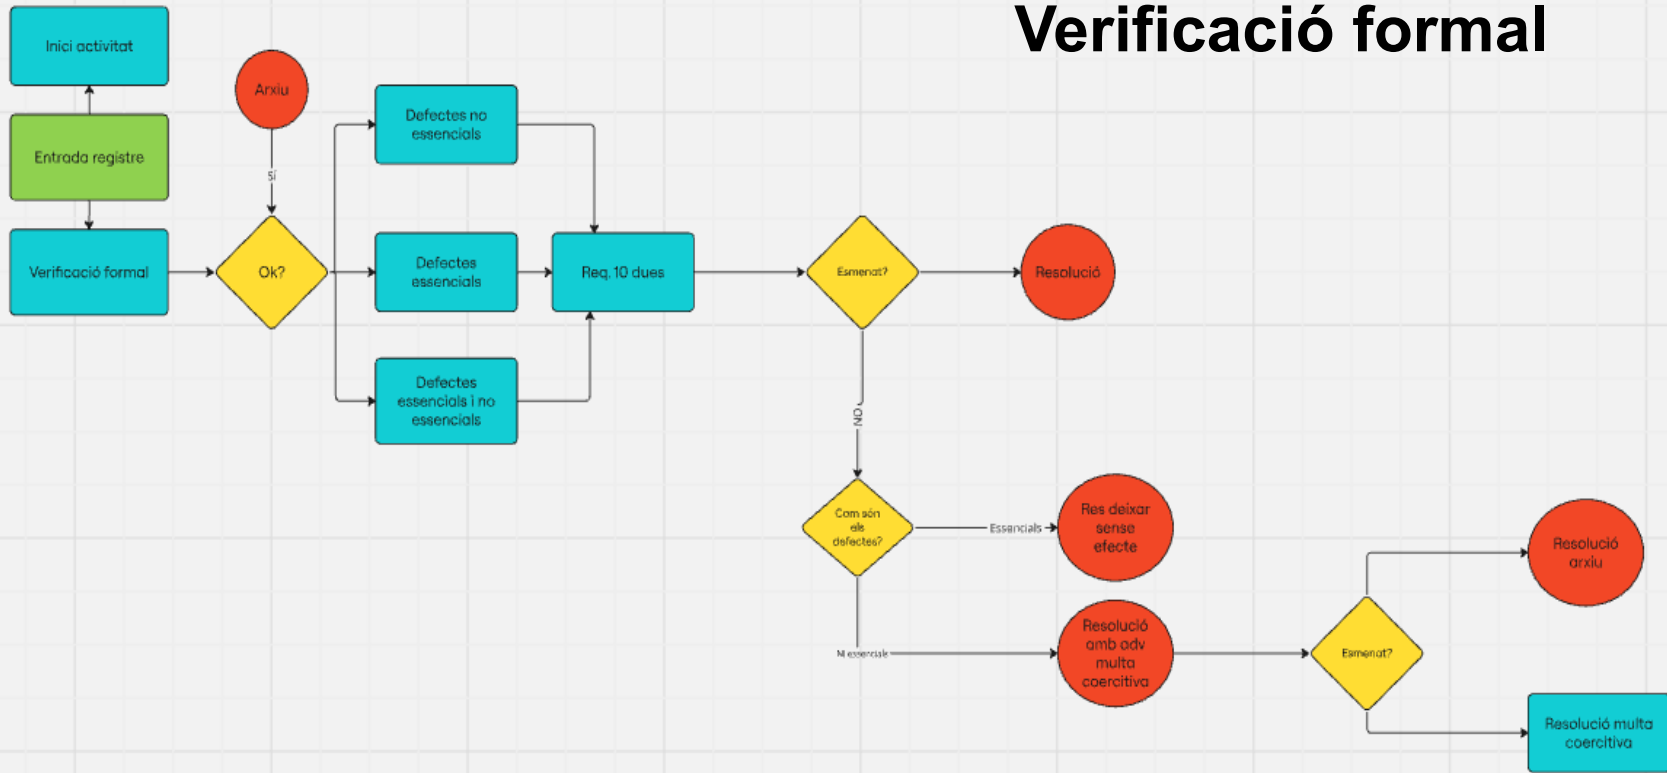 Verificació formal
Inici activitat
Arxiu
Entrada registre
Sí
Verificació formal
Ok?
Defectes no
essencials
Defectes
essencials
Defectes
essencials i no
essencials
Req. 10 dues
Esmenat?
Resolució
NO
Com són
els
defectes?
Essencials
Res deixar
sense
efecte
N essencials
Resolució
amb adv
multa
coercitiva
Esmenat?
Resolució
arxiu
Resolució multa
coercitiva